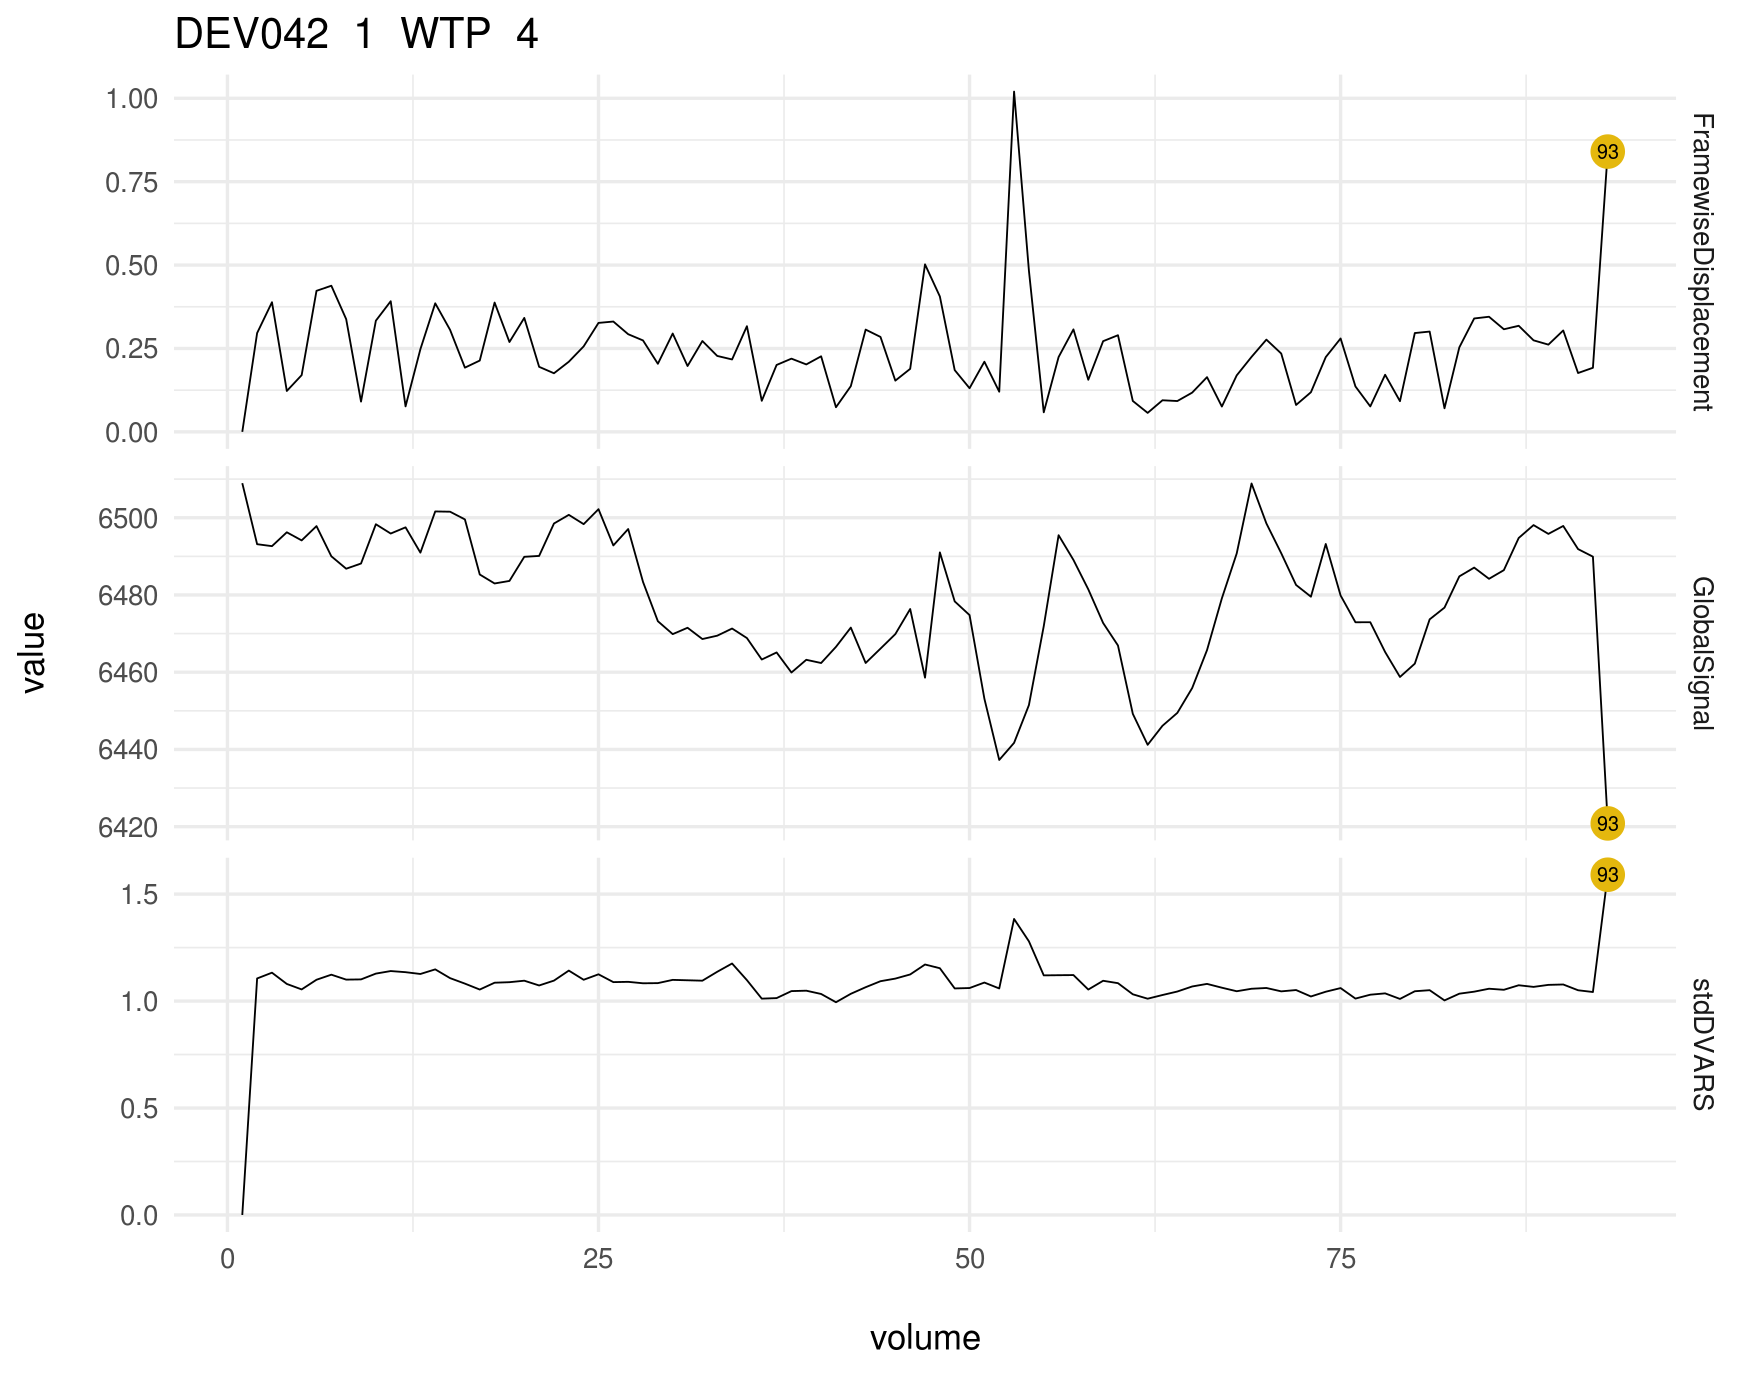 DEV042 1 WTP 4
1.00
0.75
0.50
0.25
0.00
93
FramewiseDisplacement
6500
6480
6460
6440
6420
93
GlobalSignal
1.5
1.0
0.5
0.0
93
stdDVARS
0 25 50 75
volume
value